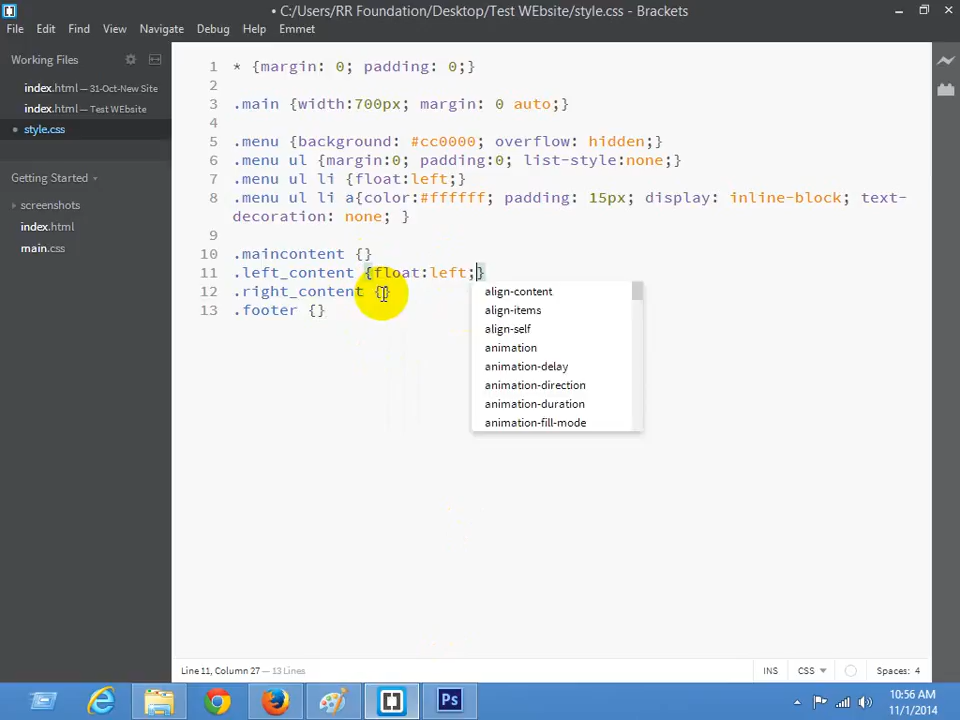 • C:/Users/RR Foundation/Desktop/Test WEbsite/style.css - Brackets
File Edit Find View Navigate Debug Help Emmet
Working Files
index.html — 31-Oct-New Site
index.html — Test WEbsite
• style.css
Getting Started
screenshots
index.html
main.css
1 * {margin: 0; padding: 0;}
2
3 .main {width:700px; margin: 0 auto;}
4
5 .menu {background: #cc0000; overflow: hidden;}
6 .menu ul {margin:0; padding:0; list-style:none;}
7 .menu ul li {float:left;}
8 .menu ul li a{color:#ffffff; padding: 15px; display: inline-block; text-
decoration: none; }
9
10 .maincontent {}
11 .left_content {float:left;}
12 .right_content {}
13 .footer {}
align-content
align-items
align-self
animation
animation-delay
animation-direction
animation-duration
animation-fill-mode
Line 11, Column 27 — 13 Lines
INS CSS Spaces: 4
Ps
10:56 AM
11/1/2014